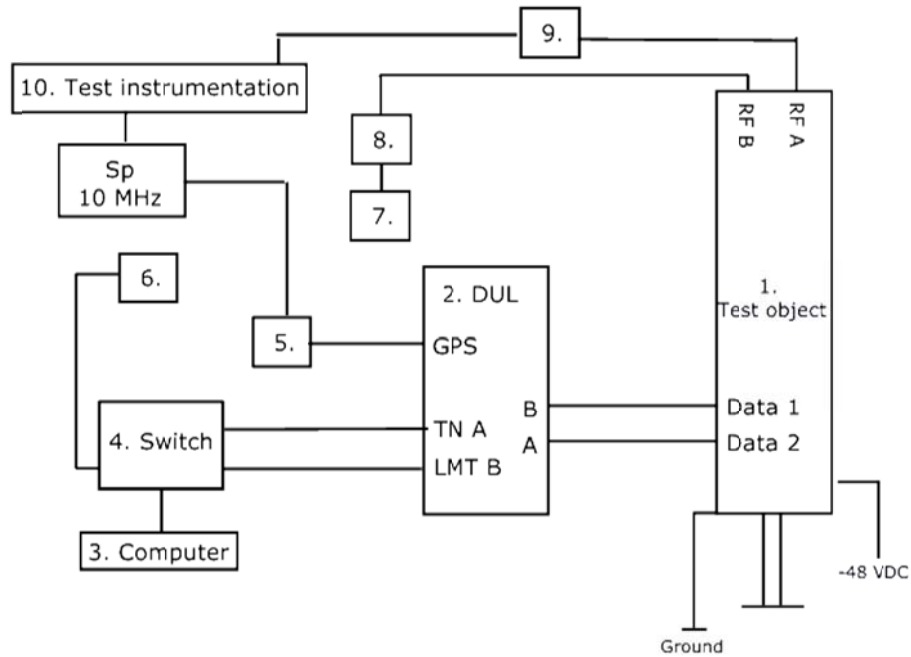 9.
10. Test instrumentation
RF B
RF A
8.
Sp
10 MHz
7.
6.
2. DUL
1.
Test object
5.
GPS
B
Data 1
4. Switch
TN A
A
Data 2
LMT B
3. Computer
-48 VDC
Ground